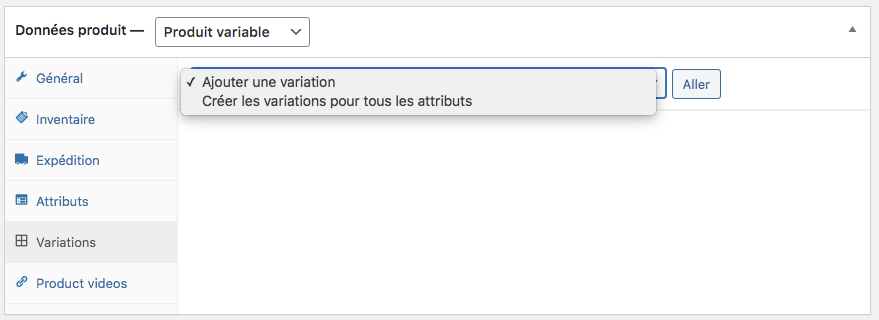 Données produit — Produit variable
Général
Ajouter une variation
Créer les variations pour tous les attributs
Aller
Inventaire
Expédition
Attributs
Variations
Product videos